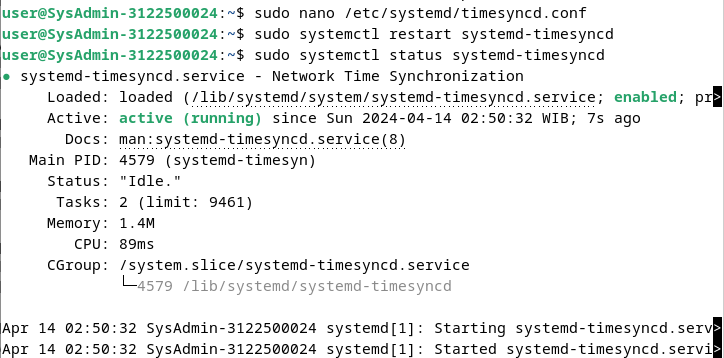 user@SysAdmin-3122500024:~$ sudo nano /etc/systemd/timesyncd.conf
user@SysAdmin-3122500024:~$ sudo systemctl restart systemd-timesyncd
user@SysAdmin-3122500024:~$ sudo systemctl status systemd-timesyncd
● systemd-timesyncd.service - Network Time Synchronization
     Loaded: loaded (/lib/systemd/system/systemd-timesyncd.service; enabled; pr>
     Active: active (running) since Sun 2024-04-14 02:50:32 WIB; 7s ago
       Docs: man:systemd-timesyncd.service(8)
   Main PID: 4579 (systemd-timesyn)
     Status: "Idle."
      Tasks: 2 (limit: 9461)
     Memory: 1.4M
        CPU: 89ms
     CGroup: /system.slice/systemd-timesyncd.service
             └─4579 /lib/systemd/systemd-timesyncd
Apr 14 02:50:32 SysAdmin-3122500024 systemd[1]: Starting systemd-timesyncd.serv>
Apr 14 02:50:32 SysAdmin-3122500024 systemd[1]: Started systemd-timesyncd.servi>